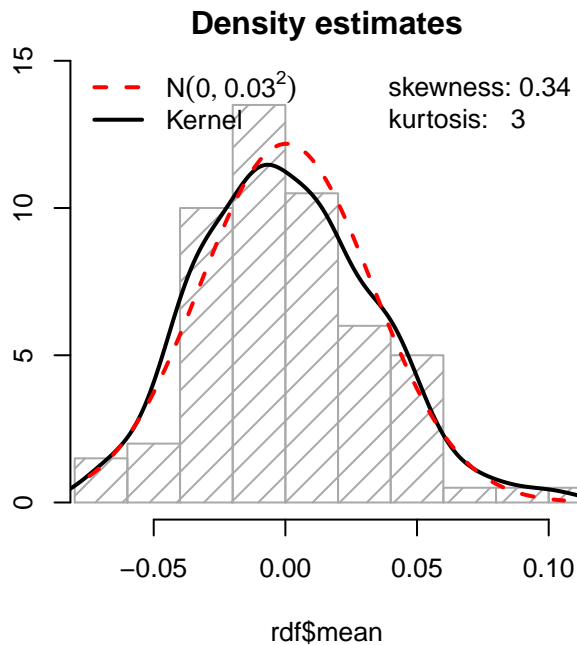 Density estimates
N(0, 0.03²) skewness: 0.34
Kernel kurtosis: 3
15
10
5
0
−0.05 0.00 0.05 0.10
rdf$mean